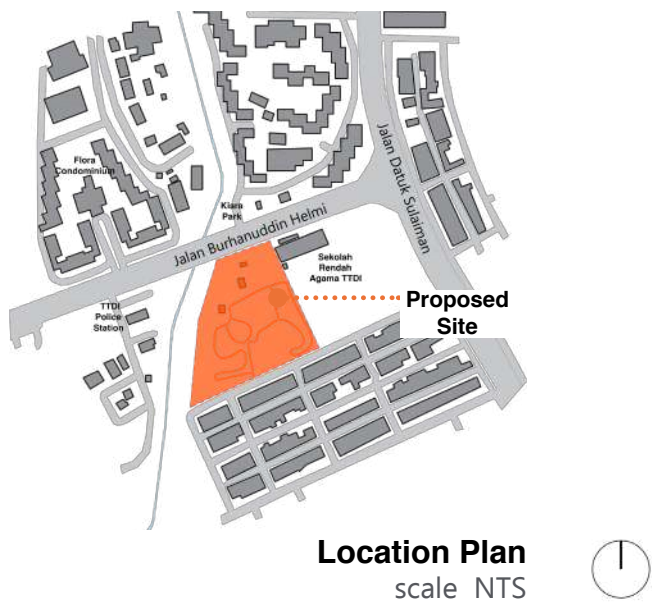 Flora
Condominium
Kiara
Park
Jalan Burhanuddin Helmi
Jalan Datuk Sulaiman
Sekolah
Rendah
Agama TTDI
TTDI
Police
Station
Proposed
Site
Location Plan
scale NTS